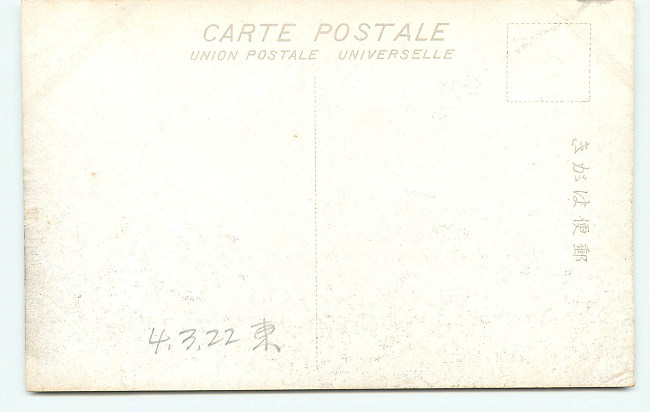 CARTE POSTALE
UNION POSTALE UNIVERSELLE
郵便はがき
4.3.22 東